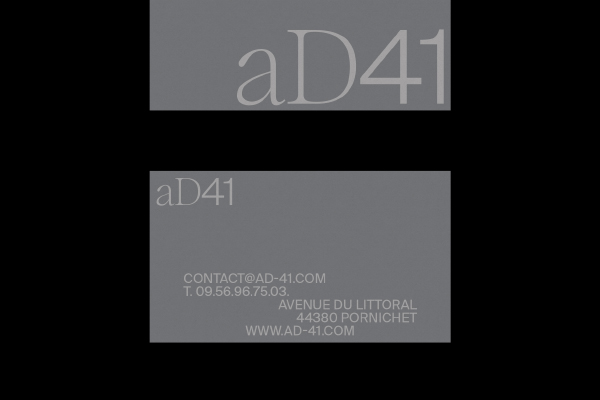 aD41
aD41
CONTACT@AD-41.COM
T. 09.56.96.75.03.
AVENUE DU LITTORAL
44380 PORNICHET
WWW.AD-41.COM